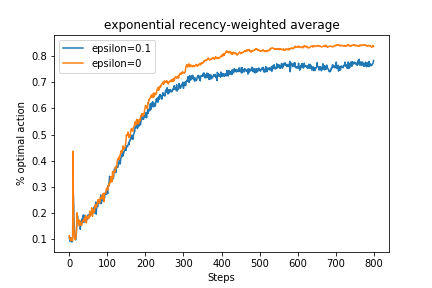 exponential recency-weighted average
epsilon=0.1
epsilon=0
% optimal action
0.8
0.7
0.6
0.5
0.4
0.3
0.2
0.1
0 100 200 300 400 500 600 700 800
Steps